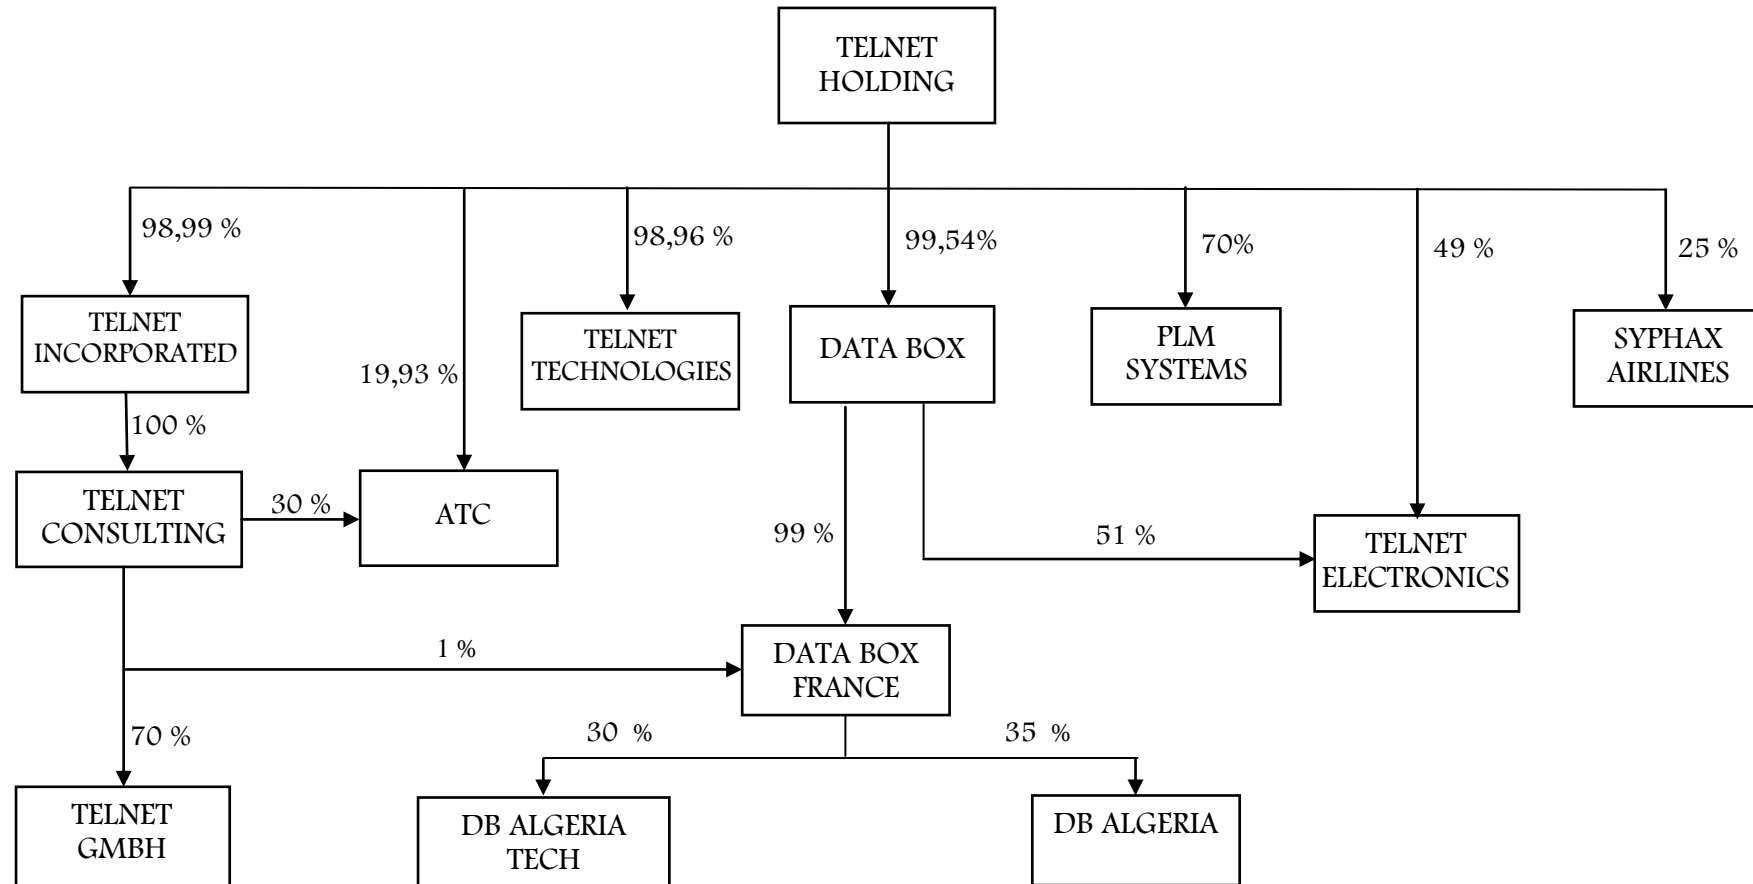 TELNET
HOLDING
98,99 %
98,96 %
99,54%
70%
49 %
25 %
TELNET
INCORPORATED
TELNET
TECHNOLOGIES
DATA BOX
PLM
SYSTEMS
SYPHAX
AIRLINES
19,93 %
100 %
TELNET
CONSULTING
30 %
ATC
99 %
51 %
TELNET
ELECTRONICS
1 %
DATA BOX
FRANCE
70 %
30 %
35 %
TELNET
GMBH
DB ALGERIA
TECH
DB ALGERIA